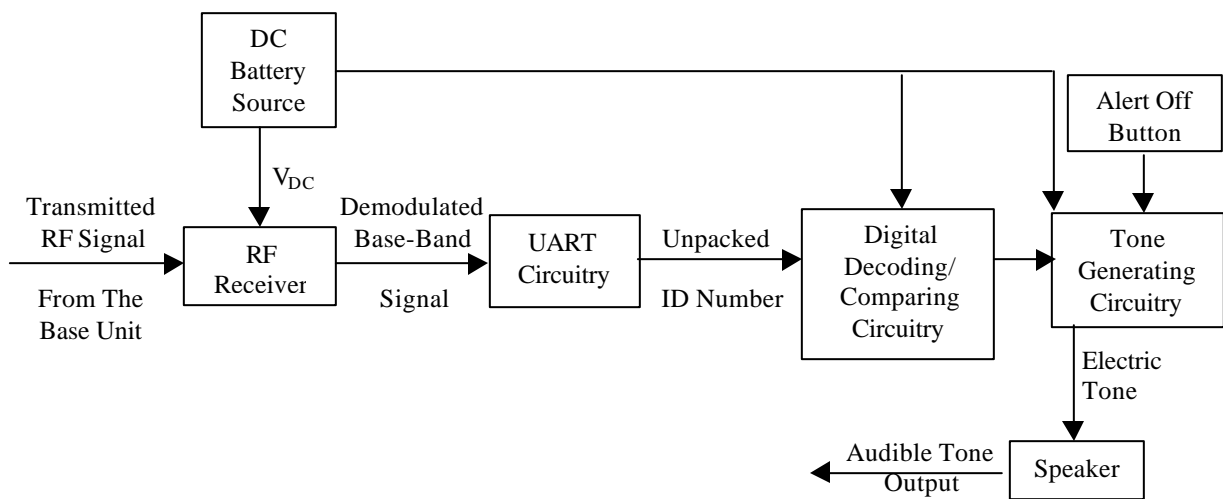 DC
Battery
Source
Alert Off
Button
VDC
Transmitted
RF Signal
From The
Base Unit
RF
Receiver
Demodulated
Base-Band
Signal
UART
Circuitry
Unpacked
ID Number
Digital
Decoding/
Comparing
Circuitry
Tone
Generating
Circuitry
Electric
Tone
Speaker
Audible Tone
Output